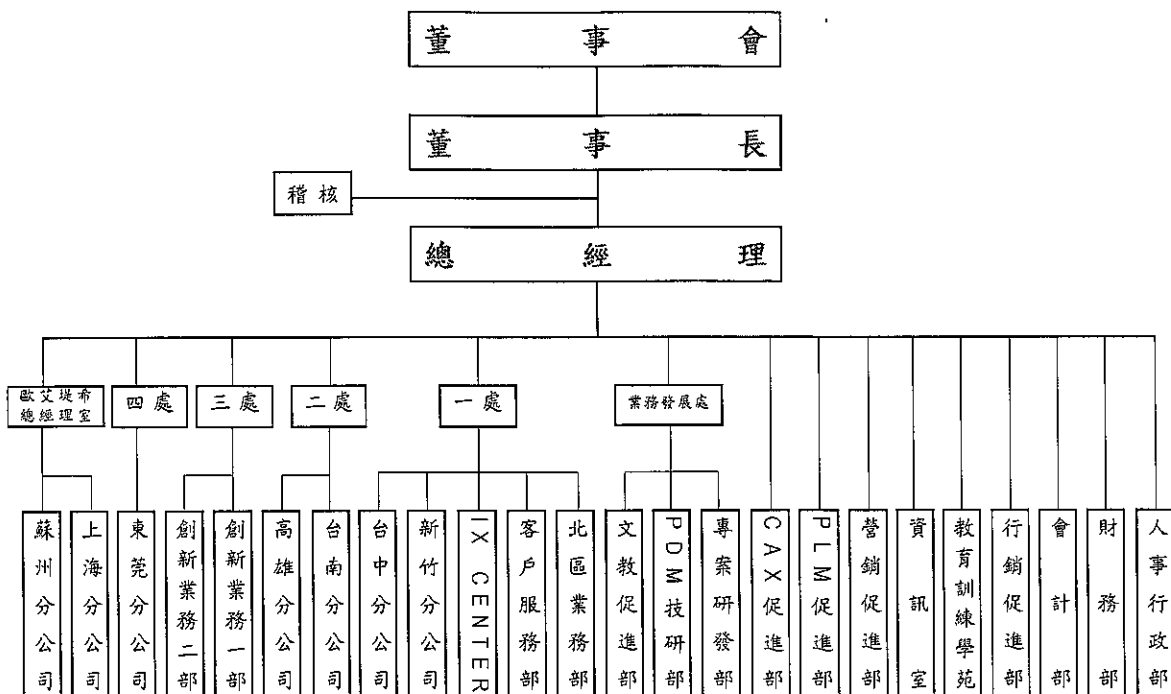 董事會
董事長
稽核
總經理
歐艾堤希
總經理室
四處
三處
二處
一處
業務發展處
蘇州分公司
上海分公司
東莞分公司
創新業務二部
創新業務一部
高雄分公司
台南分公司
台中分公司
新竹分公司
IX CENTER
客戶服務部
北區業務部
文教促進部
PDM技研部
專案研發部
CAX促進部
PLM促進部
營銷促進部
資訊室
教育訓練學苑
行銷促進部
會計部
財務部
人事行政部